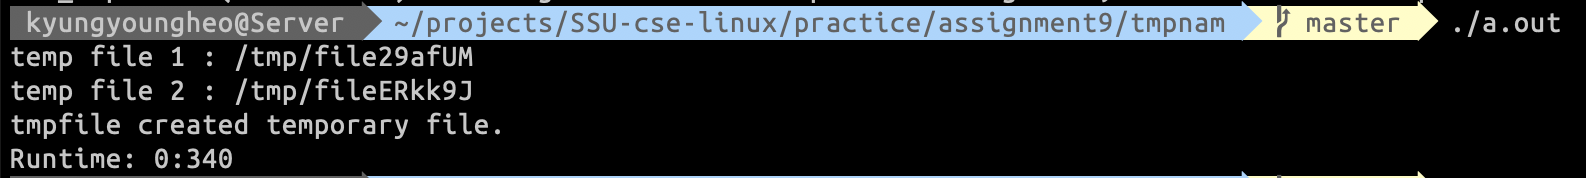 kyungyoungheo@Server ~/projects/SSU-cse-linux/practice/assignment9/tmpnam master ./a.out
temp file 1 : /tmp/file29afUM
temp file 2 : /tmp/fileERkk9J
tmpfile created temporary file.
Runtime: 0:340